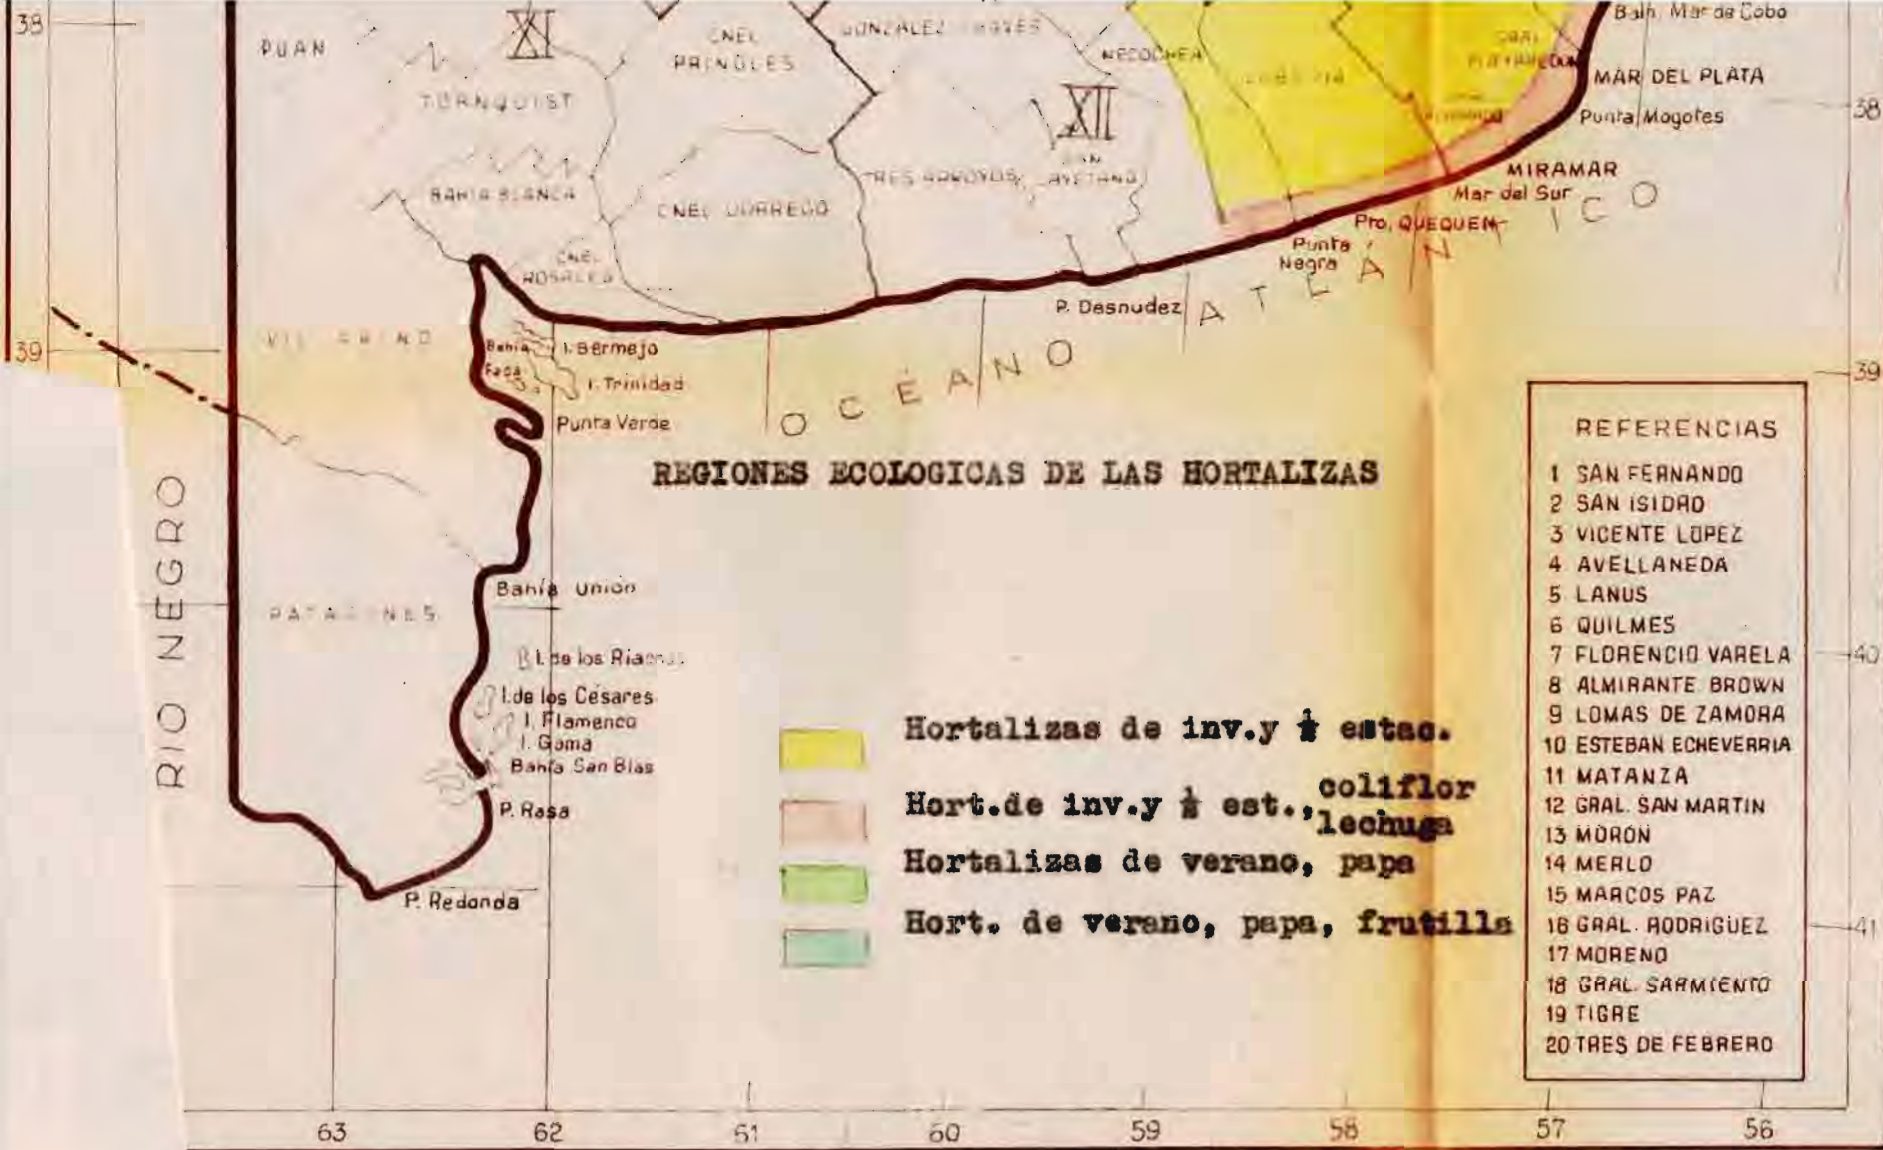 38
PUAN
XI
CNEL
PRINGLES
GONZALEZ CHAVES
NECOCHEA
GRAL
PUEYRREDON
Baln. Mar de Cobo
MAR DEL PLATA
38
TORNQUIST
XII
LOBERIA
Punta Mogotes
BAHIA BLANCA
CNEL DORREGO
TRES ARROYOS
SAN
CAYETANO
MIRAMAR
Mar del Sur
Pto. QUEQUEN
Punta
Negra
CNEL
ROSALES
P. Desnudez
OCÉANO ATLÁNTICO
39
VILLARINO
Bahía
I. Bermejo
I. Trinidad
39
Punta Verde
REGIONES ECOLOGICAS DE LAS HORTALIZAS
RIO NEGRO
PATAGONES
Bahía Unión
I. de los Césares
I. Flamenco
I. Gama
Bahía San Blas
P. Rasa
P. Redonda
Hortalizas de inv.y ½ estac.
Hort.de inv.y ½ est., coliflor
lechuga
Hortalizas de verano, papa
Hort. de verano, papa, frutilla
REFERENCIAS
1 SAN FERNANDO
2 SAN ISIDRO
3 VICENTE LOPEZ
4 AVELLANEDA
5 LANUS
6 QUILMES
7 FLORENCIO VARELA
8 ALMIRANTE BROWN
9 LOMAS DE ZAMORA
10 ESTEBAN ECHEVERRIA
11 MATANZA
12 GRAL. SAN MARTIN
13 MORÓN
14 MERLO
15 MARCOS PAZ
16 GRAL. RODRIGUEZ
17 MORENO
18 GRAL. SARMIENTO
19 TIGRE
20 TRES DE FEBRERO
40
41
63
62
61
60
59
58
57
56